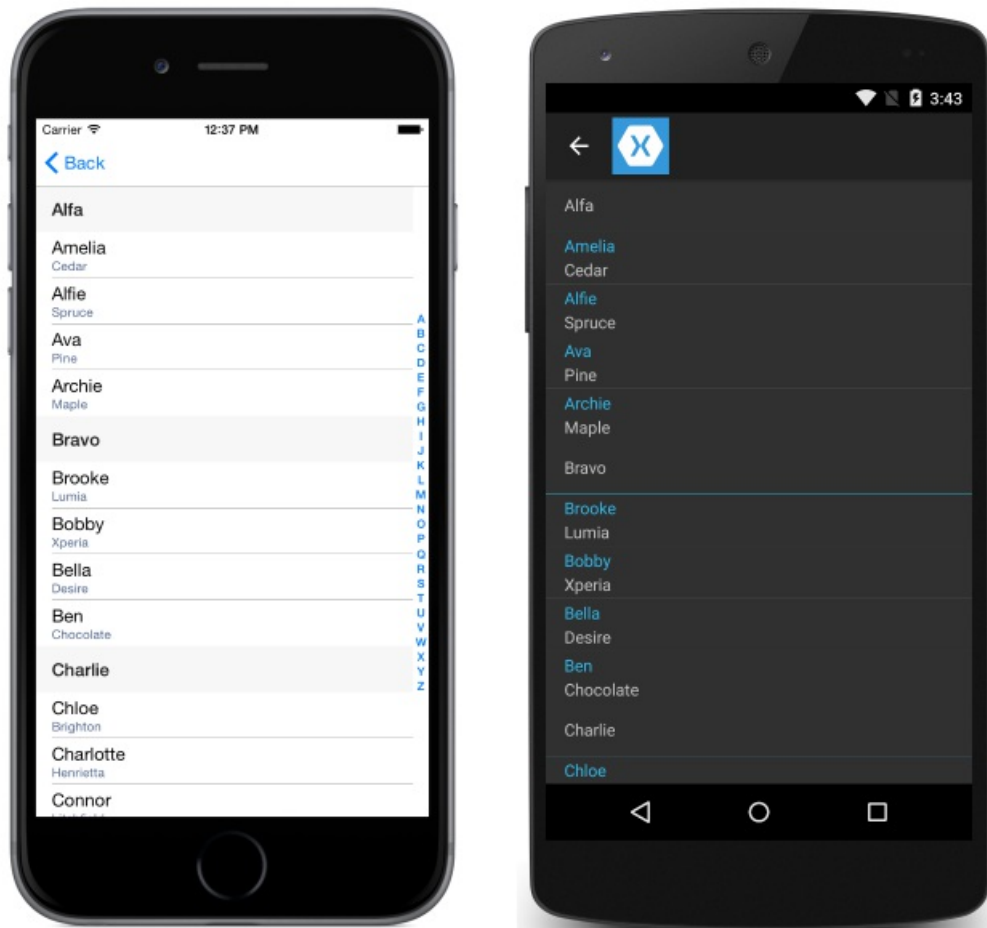 Carrier 12:37 PM
Back
Alfa
Amelia
Cedar
Alfie
Spruce
Ava
Pine
Archie
Maple
Bravo
Brooke
Lumia
Bobby
Xperia
Bella
Desire
Ben
Chocolate
Charlie
Chloe
Brighton
Charlotte
Henrietta
Connor
A
B
C
D
E
F
G
H
I
J
K
L
M
N
O
P
Q
R
S
T
U
V
W
X
Y
Z
3:43
Alfa
Amelia
Cedar
Alfie
Spruce
Ava
Pine
Archie
Maple
Bravo
Brooke
Lumia
Bobby
Xperia
Bella
Desire
Ben
Chocolate
Charlie
Chloe